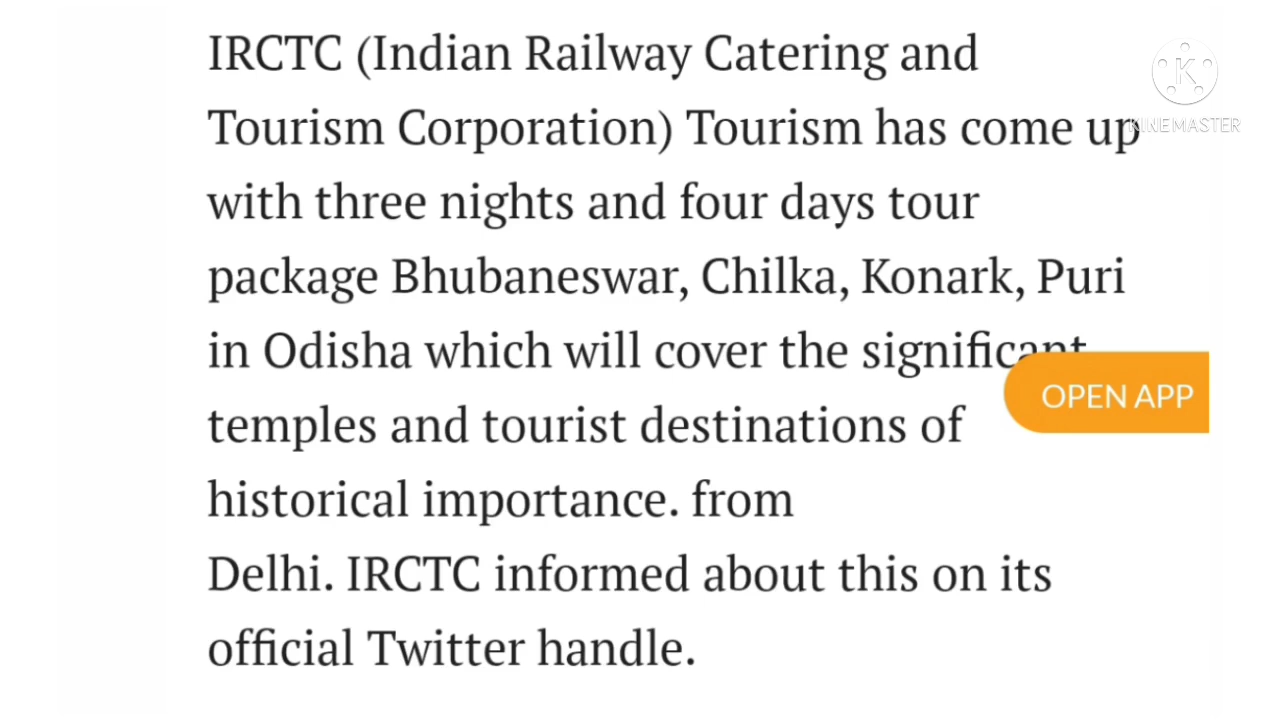 IRCTC (Indian Railway Catering and
Tourism Corporation) Tourism has come up
with three nights and four days tour
package Bhubaneswar, Chilka, Konark, Puri
in Odisha which will cover the significant
temples and tourist destinations of
historical importance. from
Delhi. IRCTC informed about this on its
official Twitter handle.
K
KINEMASTER
OPEN APP